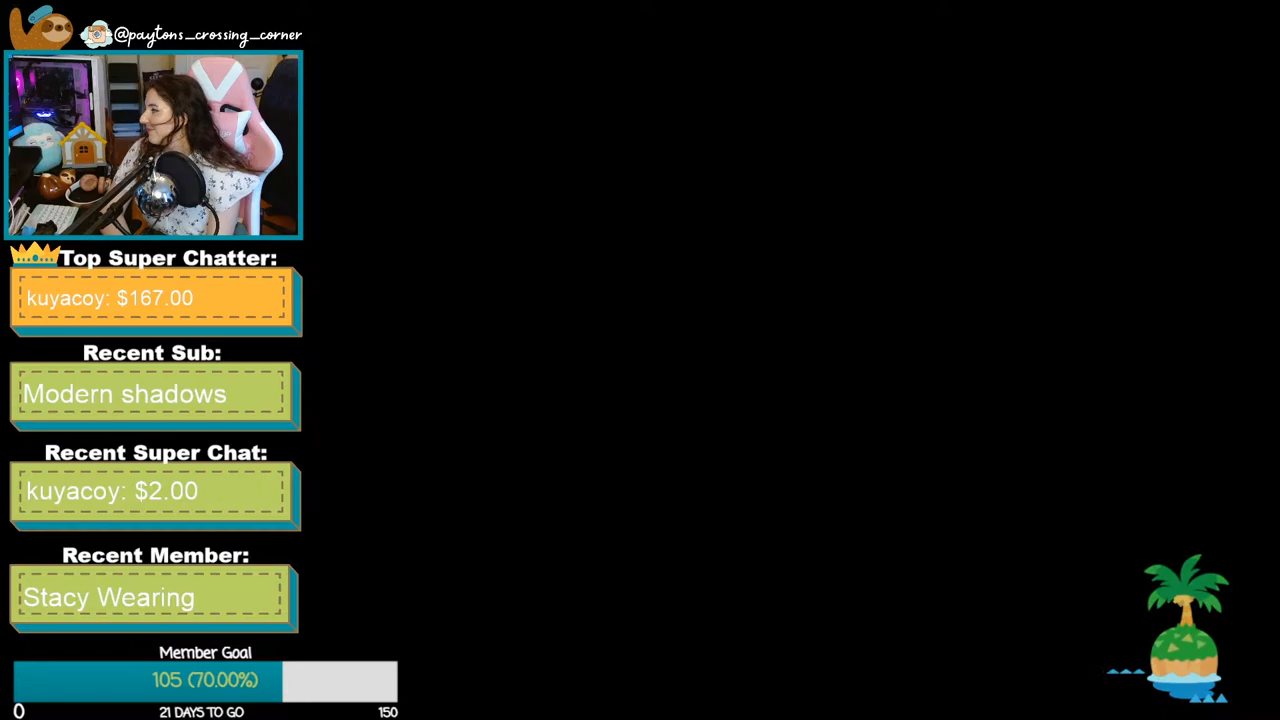 @paytons_crossing_corner
Top Super Chatter:
kuyacoy: $167.00
Recent Sub:
Modern shadows
Recent Super Chat:
kuyacoy: $2.00
Recent Member:
Stacy Wearing
Member Goal
105 (70.00%)
0 21 DAYS TO GO 150